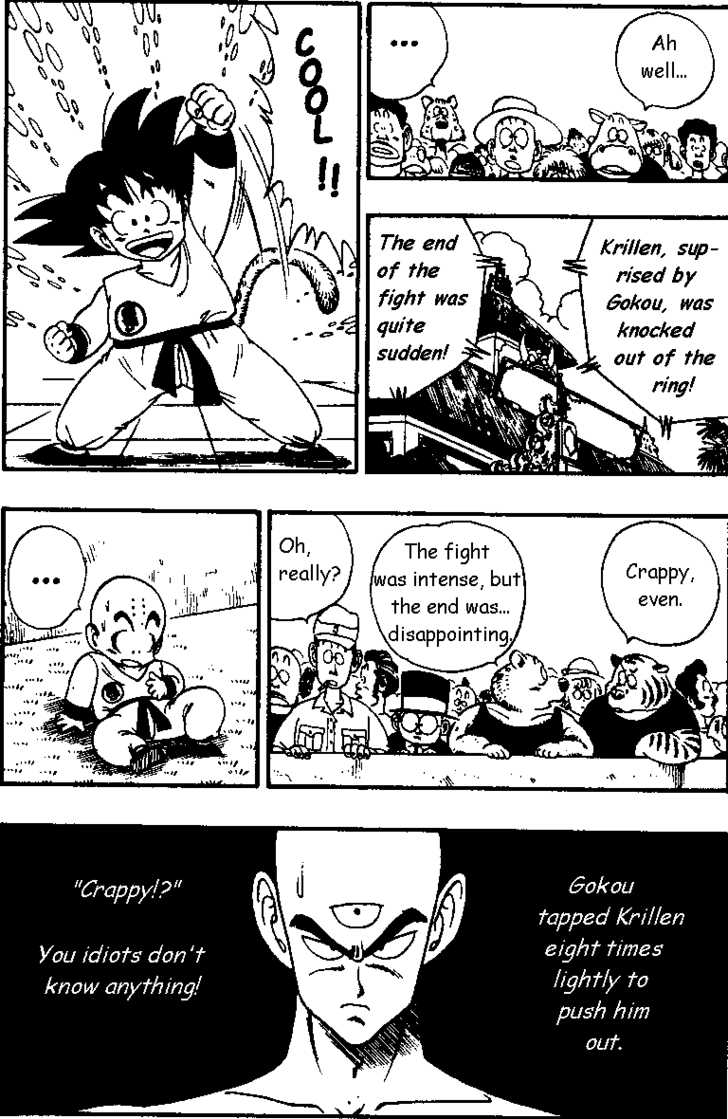 COOL!!
...
Ah
well...
The end
of the
fight was
quite
sudden!
Krillen, sup-
rised by
Gokou, was
knocked
out of the
ring!
...
Oh,
really?
The fight
was intense, but
the end was...
disappointing.
Crappy,
even.
"Crappy!?"
You idiots don't
know anything!
Gokou
tapped Krillen
eight times
lightly to
push him
out.